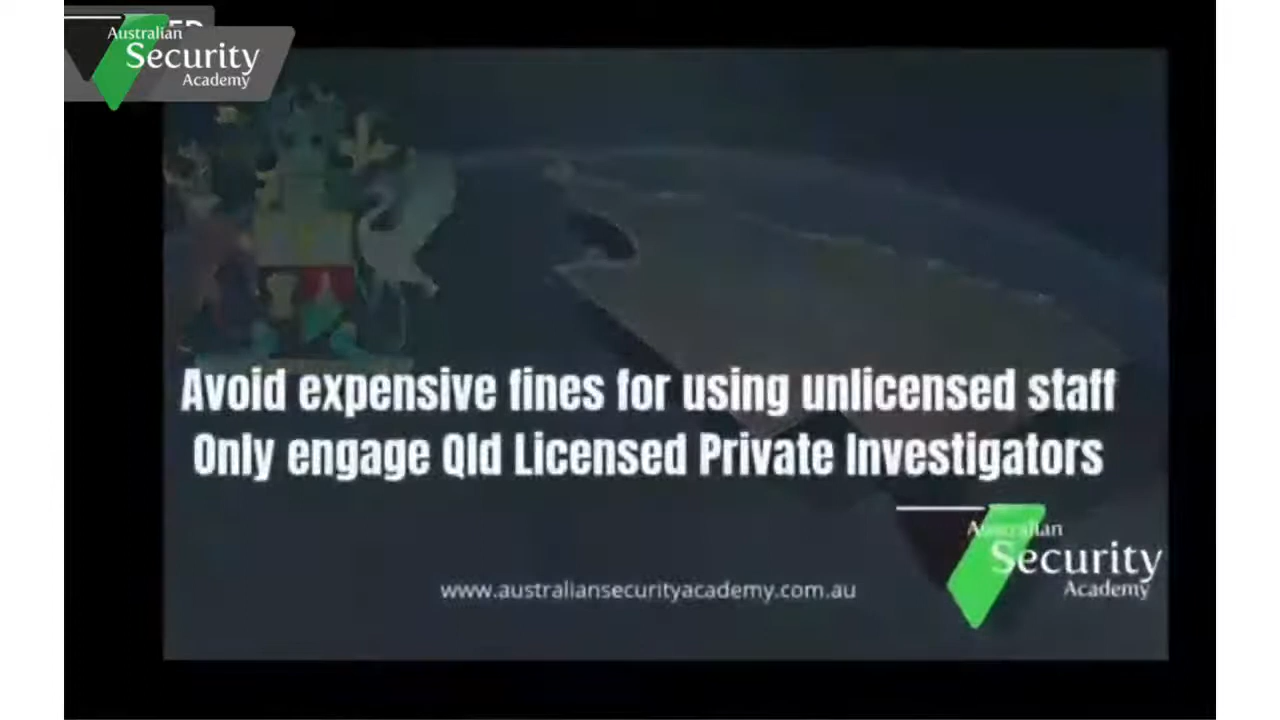 Australian
Security
Academy
Avoid expensive fines for using unlicensed staff
Only engage Qld Licensed Private Investigators
Australian
Security
Academy
www.australiansecurityacademy.com.au